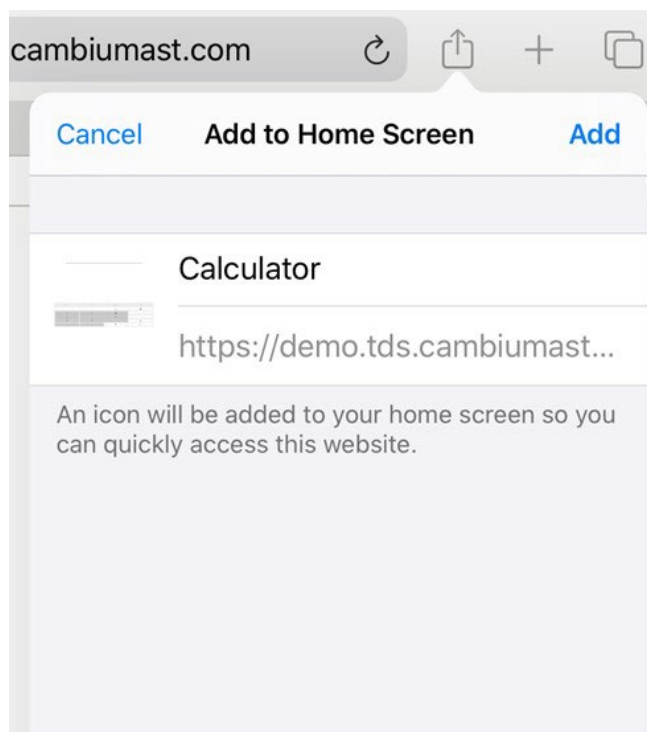 cambiumast.com
Cancel
Add to Home Screen
Add
Calculator
https://demo.tds.cambiumast...
An icon will be added to your home screen so you
can quickly access this website.